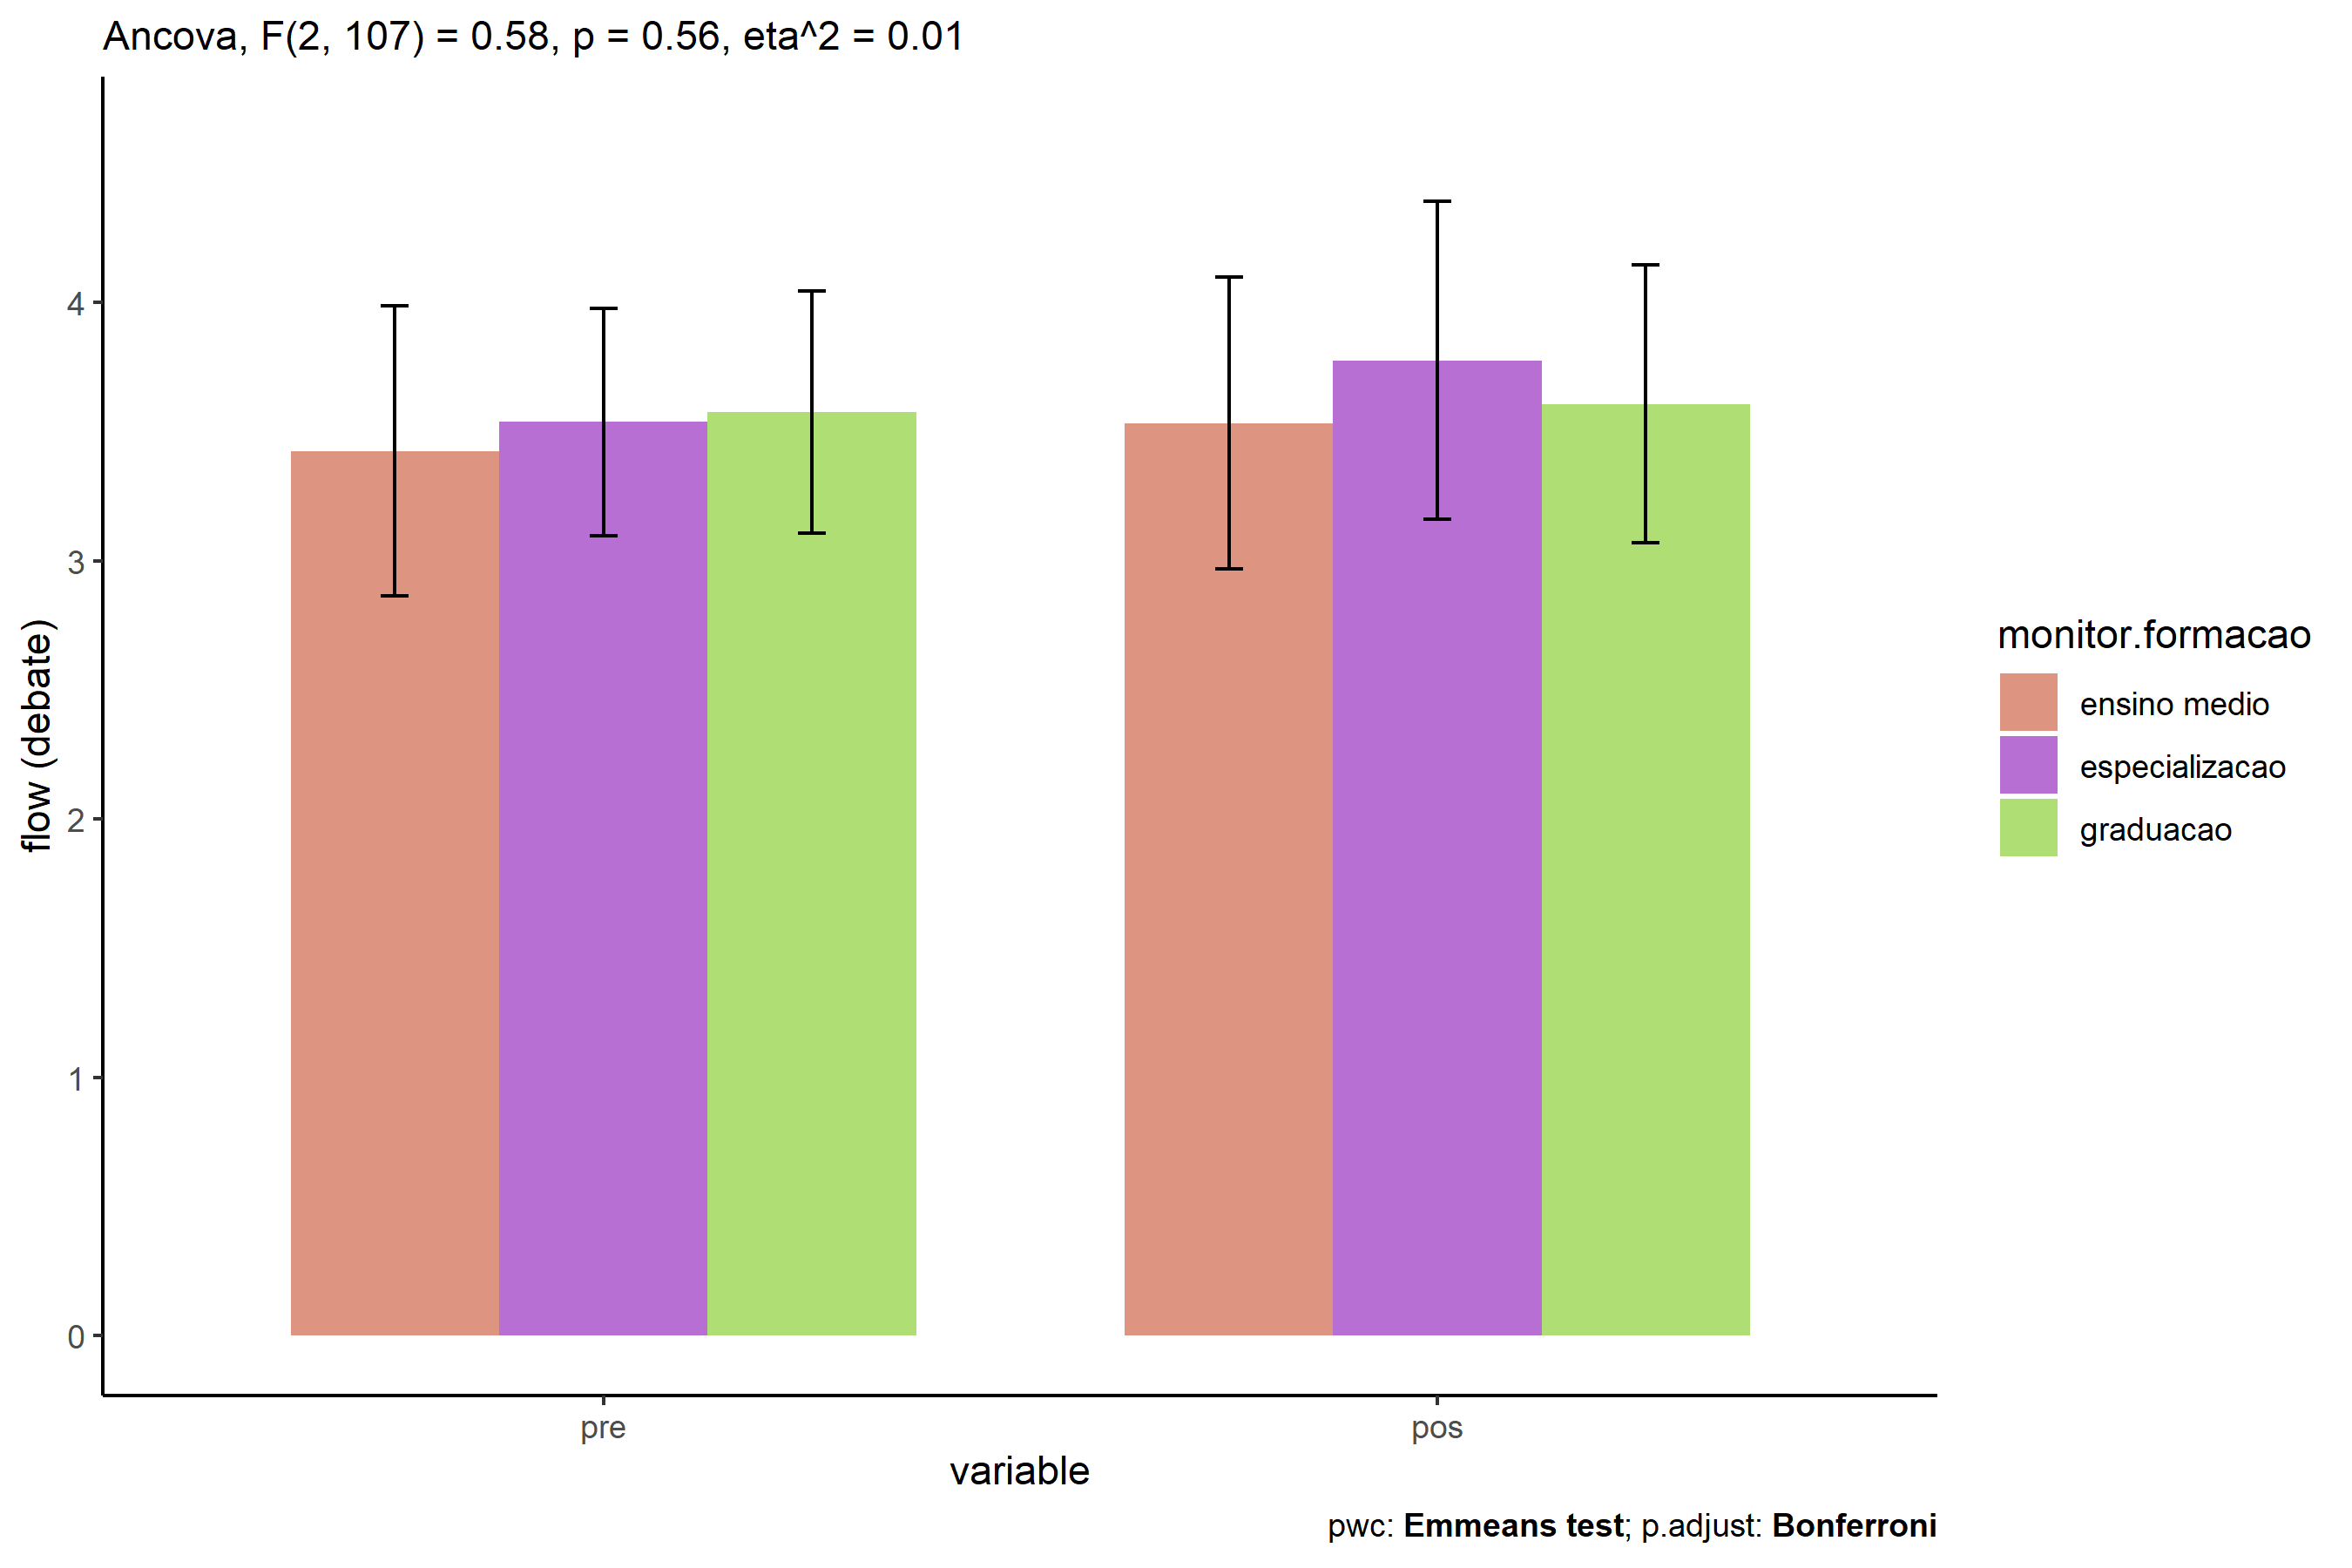 Ancova, F(2, 107) = 0.58, p = 0.56, eta^2 = 0.01
flow (debate)
4
3
2
1
0
pre
pos
variable
monitor.formacao
ensino medio
especializacao
graduacao
pwc: Emmeans test; p.adjust: Bonferroni